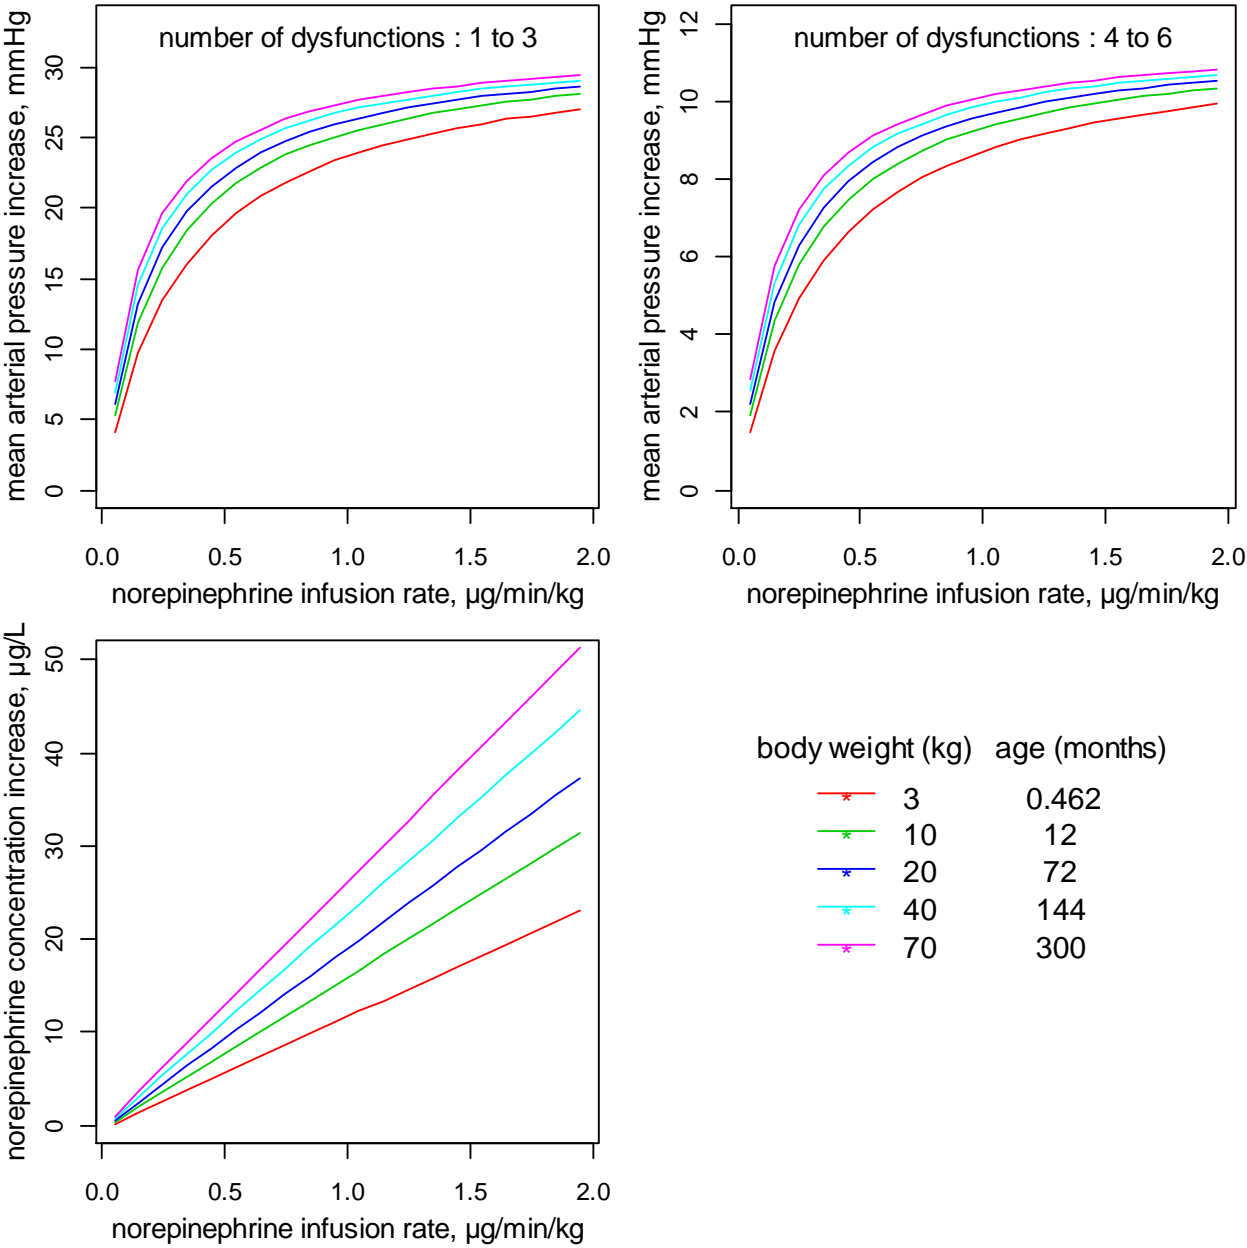 number of dysfunctions : 1 to 3
mean arterial pressure increase, mmHg
0 5 10 15 20 25 30
0.0 0.5 1.0 1.5 2.0
norepinephrine infusion rate, µg/min/kg
number of dysfunctions : 4 to 6
mean arterial pressure increase, mmHg
0 2 4 6 8 10 12
0.0 0.5 1.0 1.5 2.0
norepinephrine infusion rate, µg/min/kg
norepinephrine concentration increase, µg/L
0 10 20 30 40 50
0.0 0.5 1.0 1.5 2.0
norepinephrine infusion rate, µg/min/kg
body weight (kg) age (months)
* 3 0.462
* 10 12
* 20 72
* 40 144
* 70 300